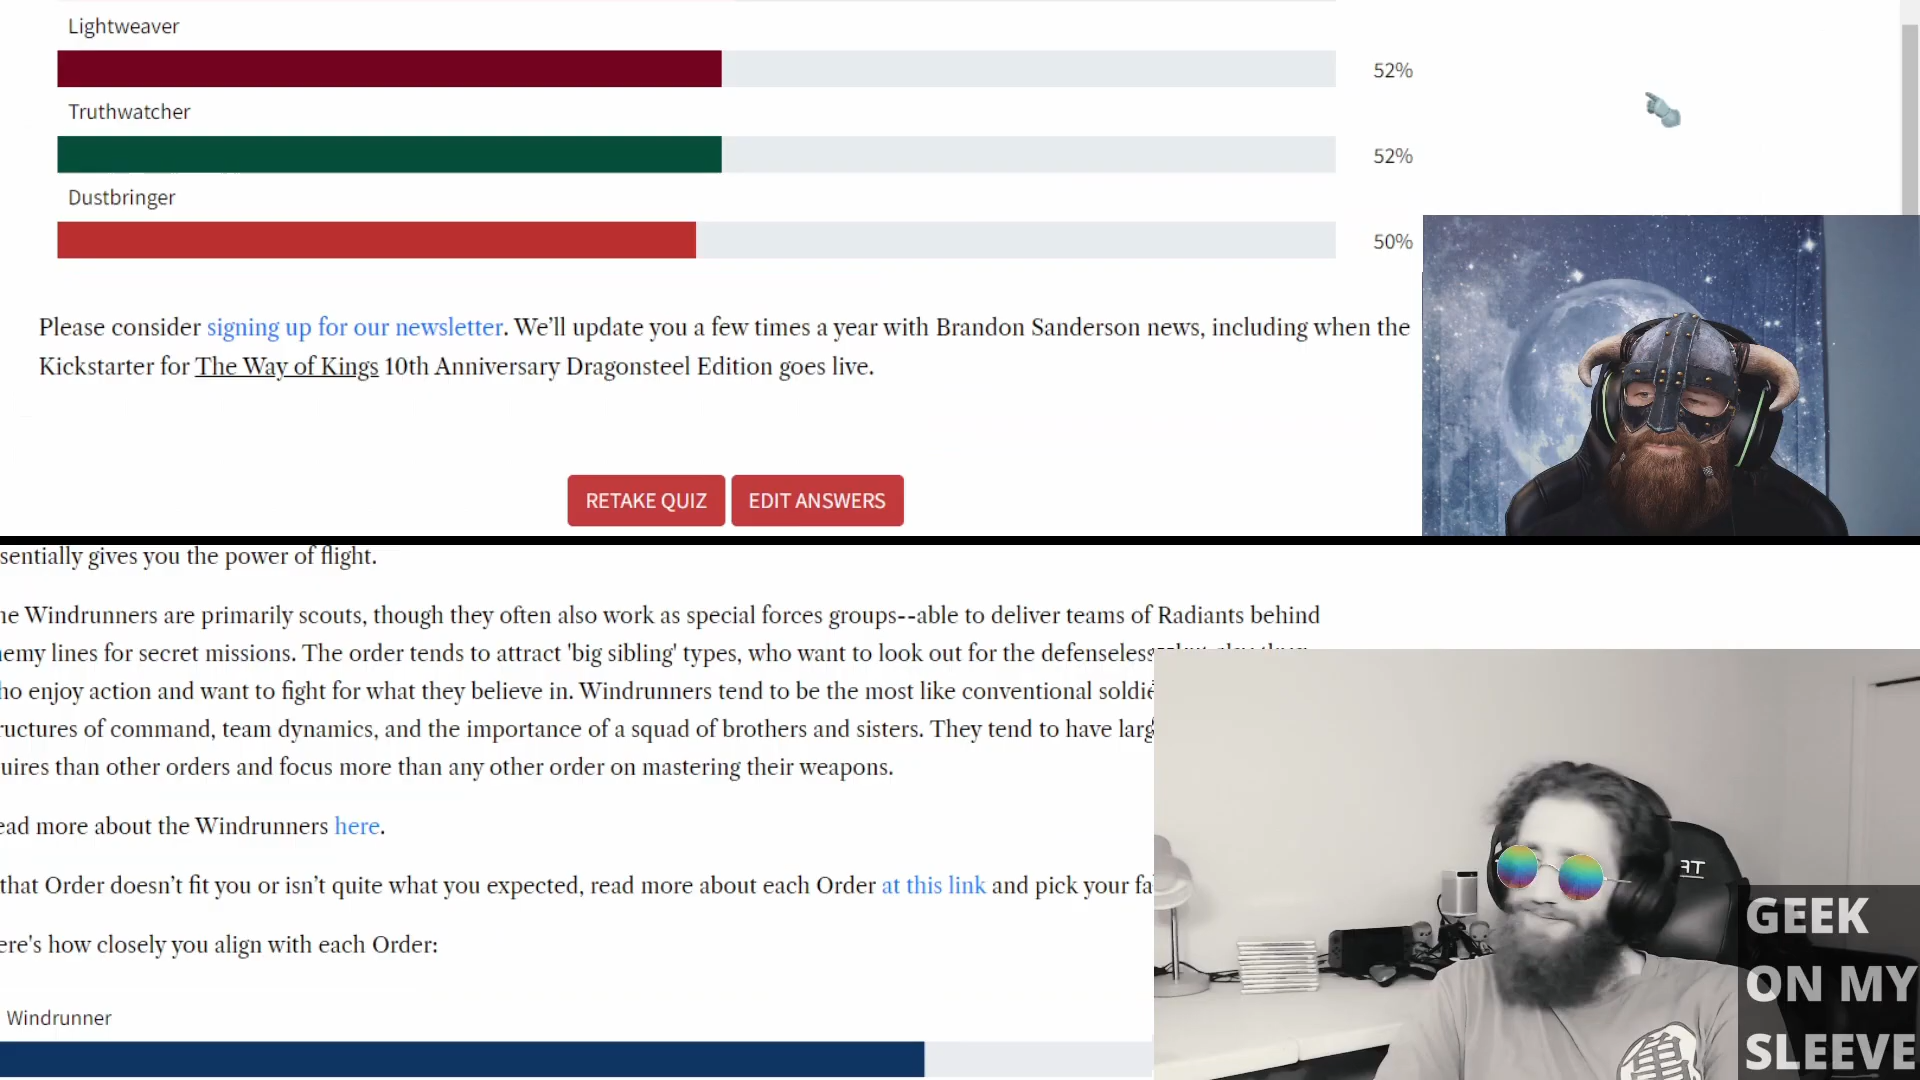 Lightweaver
52%
Truthwatcher
52%
Dustbringer
50%
Please consider signing up for our newsletter. We’ll update you a few times a year with Brandon Sanderson news, including when the
Kickstarter for The Way of Kings 10th Anniversary Dragonsteel Edition goes live.
RETAKE QUIZ
EDIT ANSWERS
sentially gives you the power of flight.
ne Windrunners are primarily scouts, though they often also work as special forces groups--able to deliver teams of Radiants behind
emy lines for secret missions. The order tends to attract 'big sibling' types, who want to look out for the defenseless
ho enjoy action and want to fight for what they believe in. Windrunners tend to be the most like conventional soldie
ructures of command, team dynamics, and the importance of a squad of brothers and sisters. They tend to have larg
uires than other orders and focus more than any other order on mastering their weapons.
ead more about the Windrunners here.
that Order doesn’t fit you or isn’t quite what you expected, read more about each Order at this link and pick your fa
ere's how closely you align with each Order:
Windrunner
GEEK
ON MY
SLEEVE